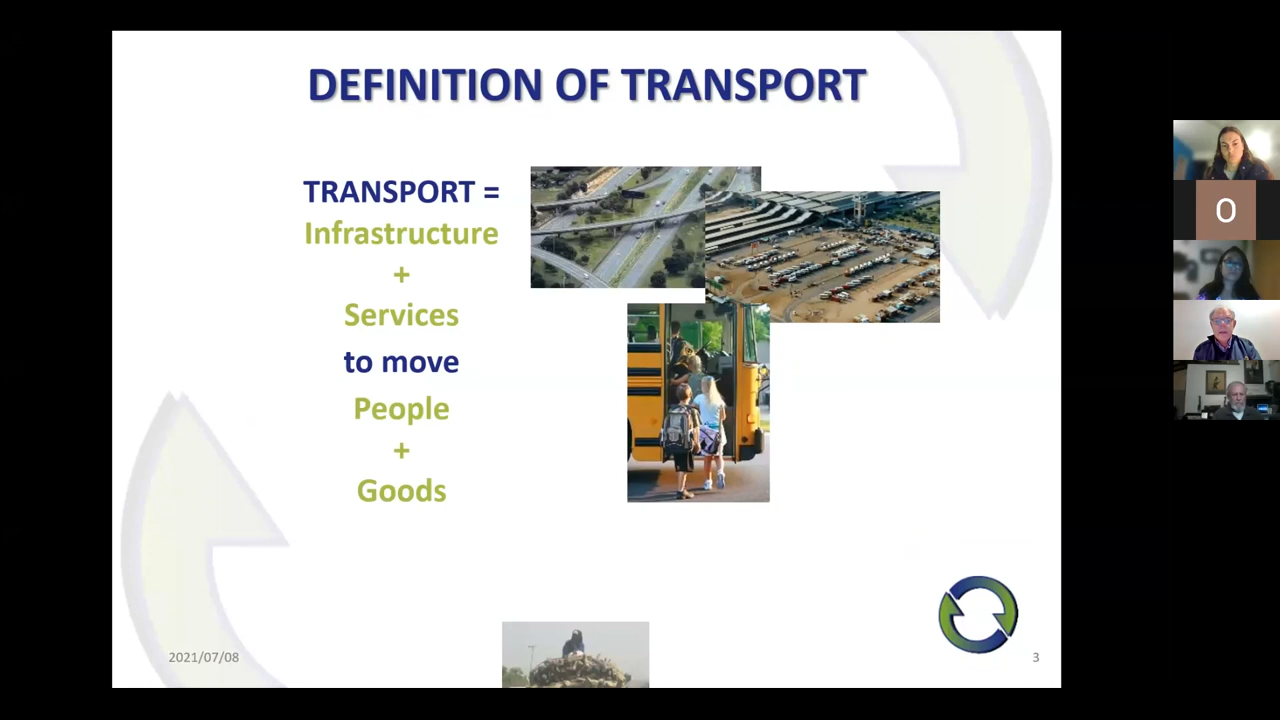 DEFINITION OF TRANSPORT
TRANSPORT =
Infrastructure
+
Services
to move
People
+
Goods
2021/07/08
3
O